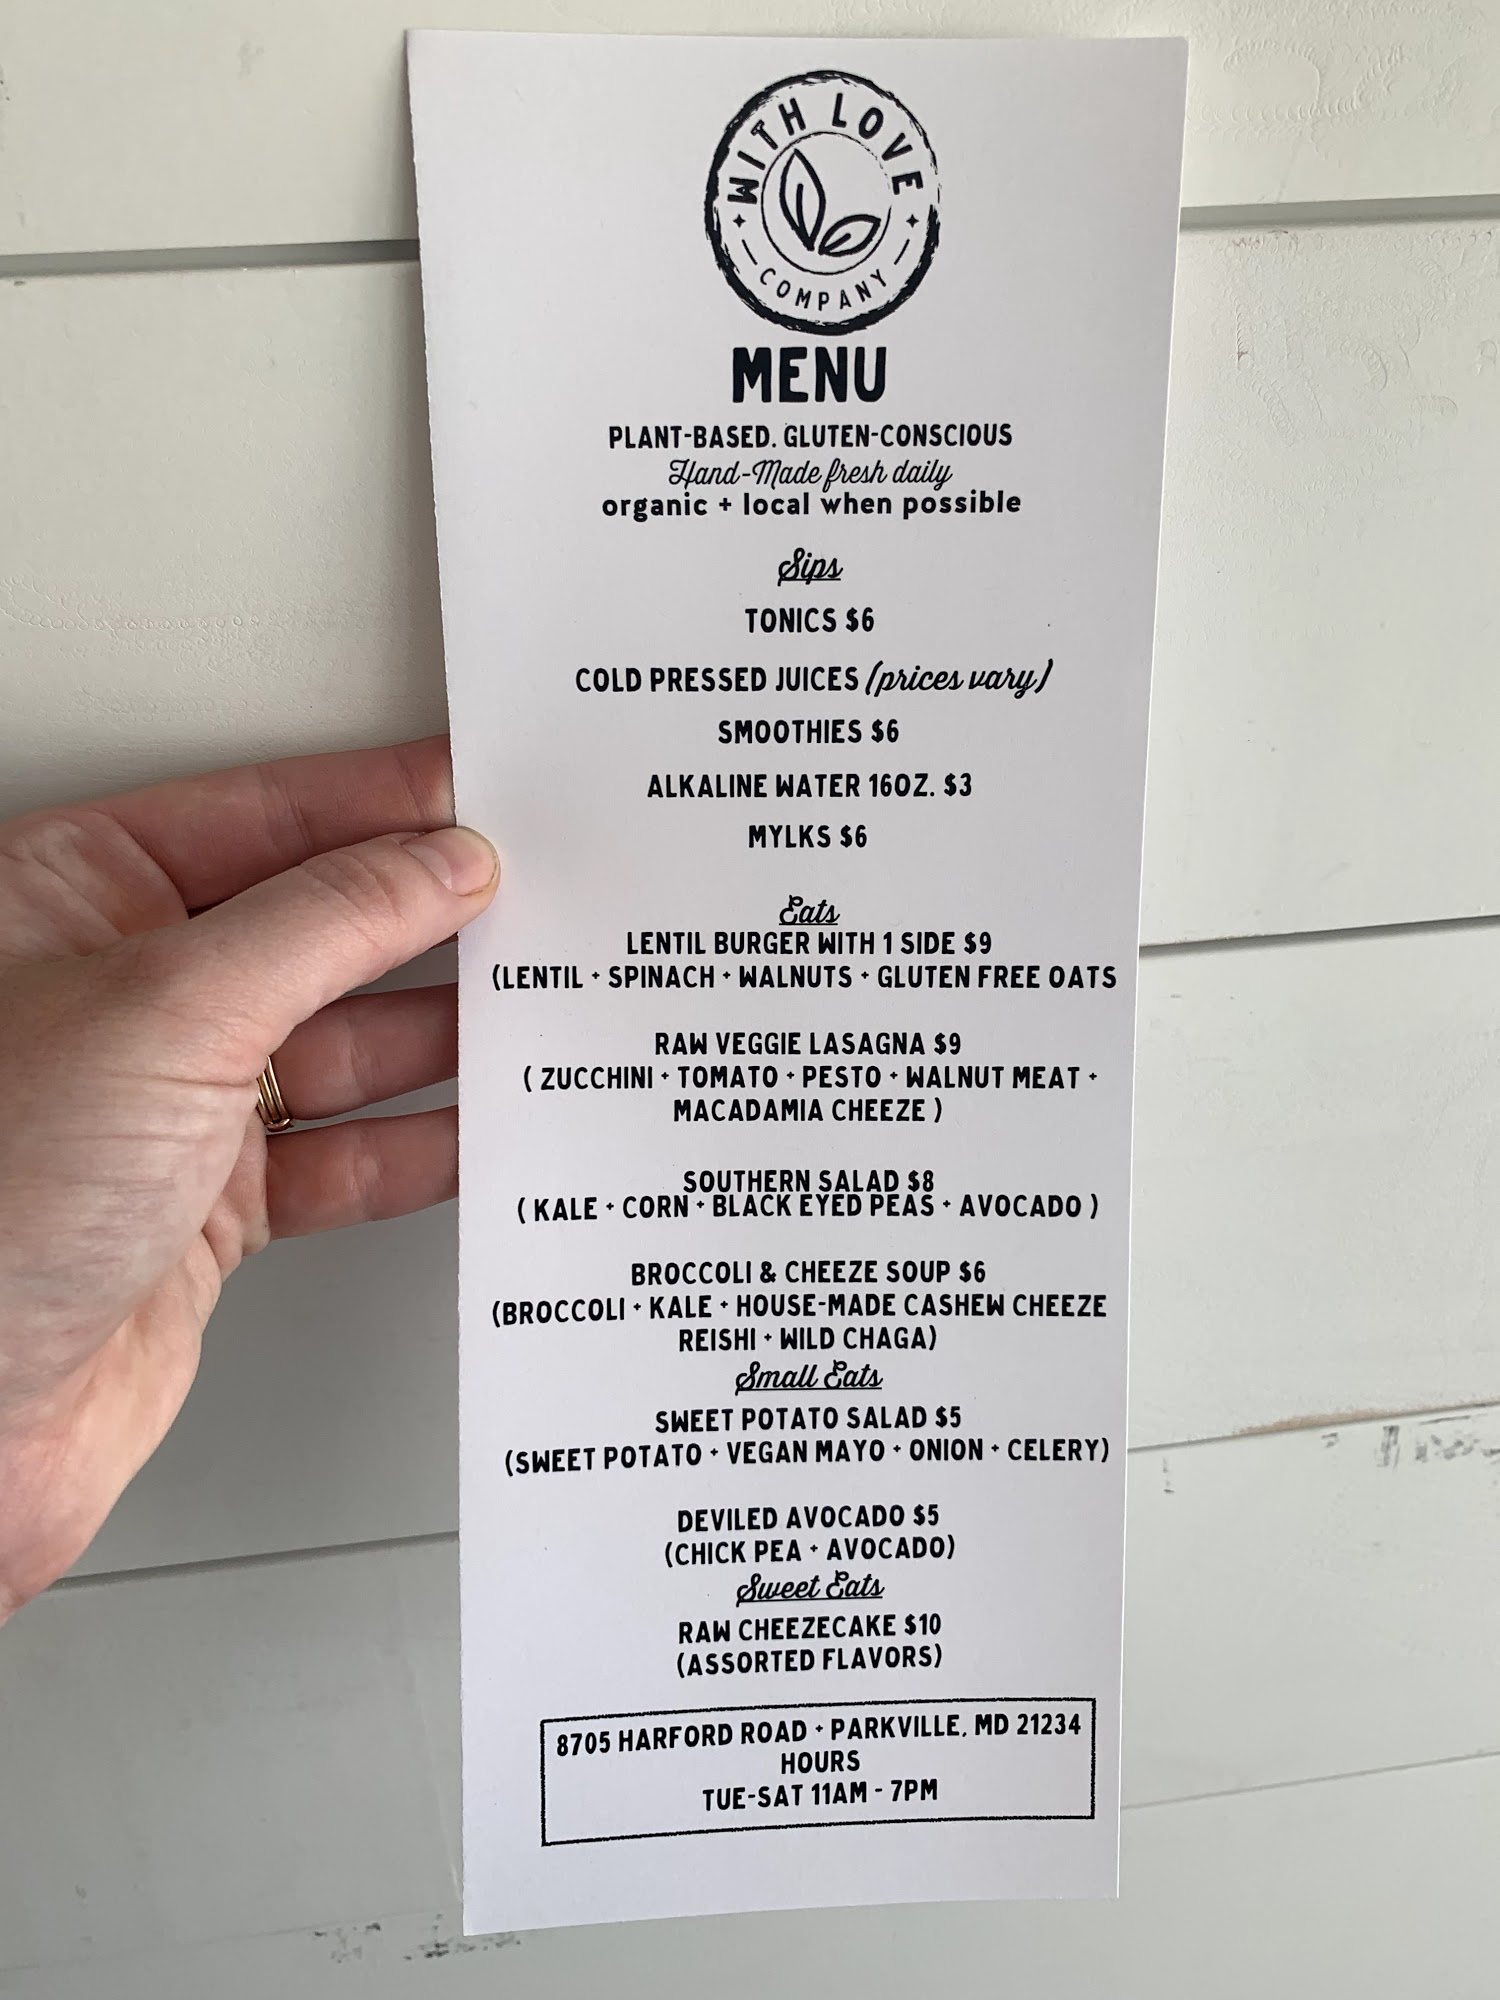 WITH LOVE
COMPANY
MENU
PLANT-BASED. GLUTEN-CONSCIOUS
Hand-Made fresh daily
organic + local when possible
Sips
TONICS $6
COLD PRESSED JUICES (prices vary)
SMOOTHIES $6
ALKALINE WATER 16OZ. $3
MYLKS $6
Eats
LENTIL BURGER WITH 1 SIDE $9
(LENTIL + SPINACH + WALNUTS + GLUTEN FREE OATS
RAW VEGGIE LASAGNA $9
( ZUCCHINI + TOMATO + PESTO + WALNUT MEAT +
MACADAMIA CHEEZE )
SOUTHERN SALAD $8
( KALE + CORN + BLACK EYED PEAS + AVOCADO )
BROCCOLI & CHEEZE SOUP $6
(BROCCOLI + KALE + HOUSE-MADE CASHEW CHEEZE
REISHI + WILD CHAGA)
Small Eats
SWEET POTATO SALAD $5
(SWEET POTATO + VEGAN MAYO + ONION + CELERY)
DEVILED AVOCADO $5
(CHICK PEA + AVOCADO)
Sweet Eats
RAW CHEEZECAKE $10
(ASSORTED FLAVORS)
8705 HARFORD ROAD + PARKVILLE, MD 21234
HOURS
TUE-SAT 11AM - 7PM